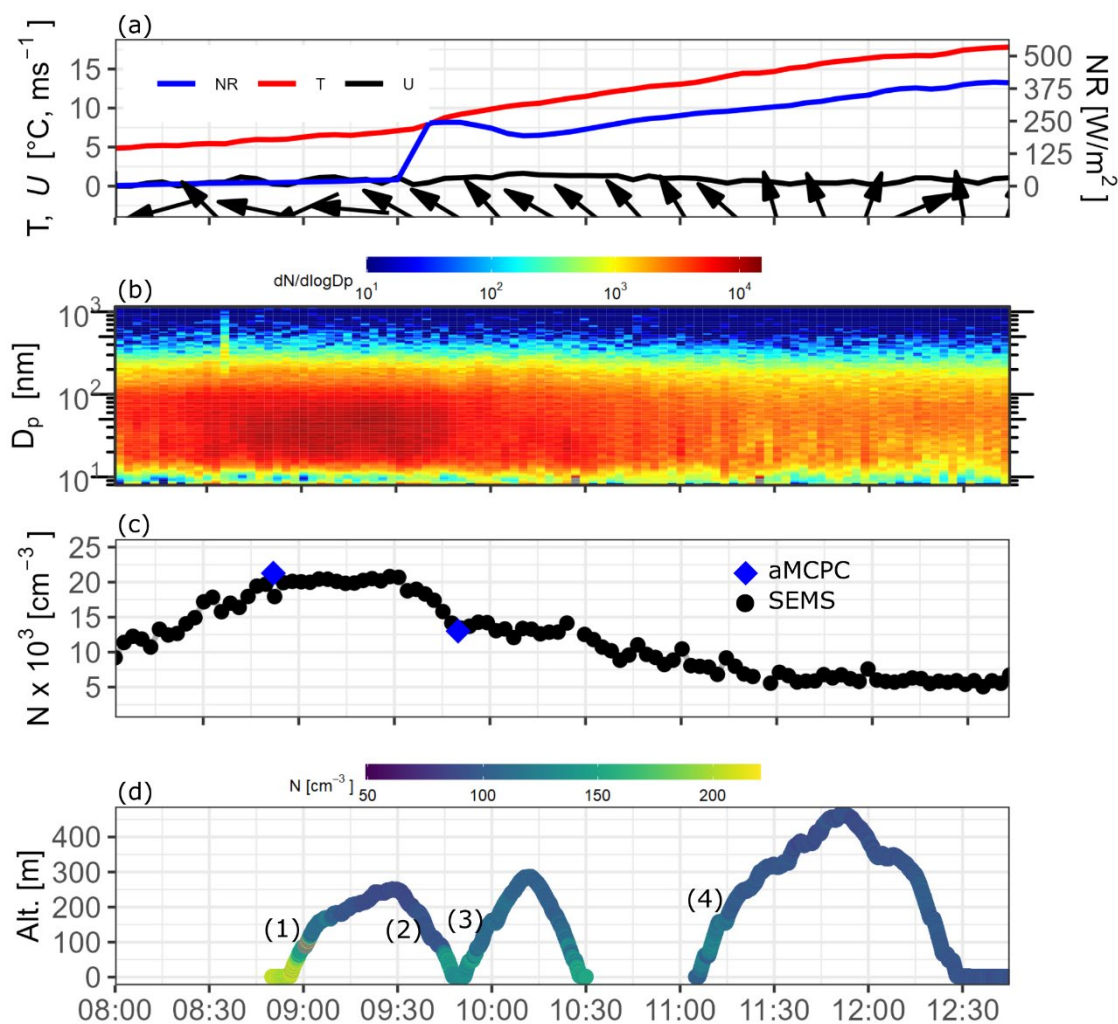 (a)
T, U [°C, ms⁻¹]
15
10
5
0
NR T U
500
375
250
125
0
NR [W/m²]
dN/dlogDp
10¹ 10² 10³ 10⁴
(b)
Dₚ [nm]
10³
10²
10¹
(c)
N x 10³ [cm⁻³]
25
20
15
10
5
aMCPC
SEMS
N [cm⁻³]
50 100 150 200
(d)
Alt. [m]
400
300
200
100
0
(1) (2) (3) (4)
08:00 08:30 09:00 09:30 10:00 10:30 11:00 11:30 12:00 12:30